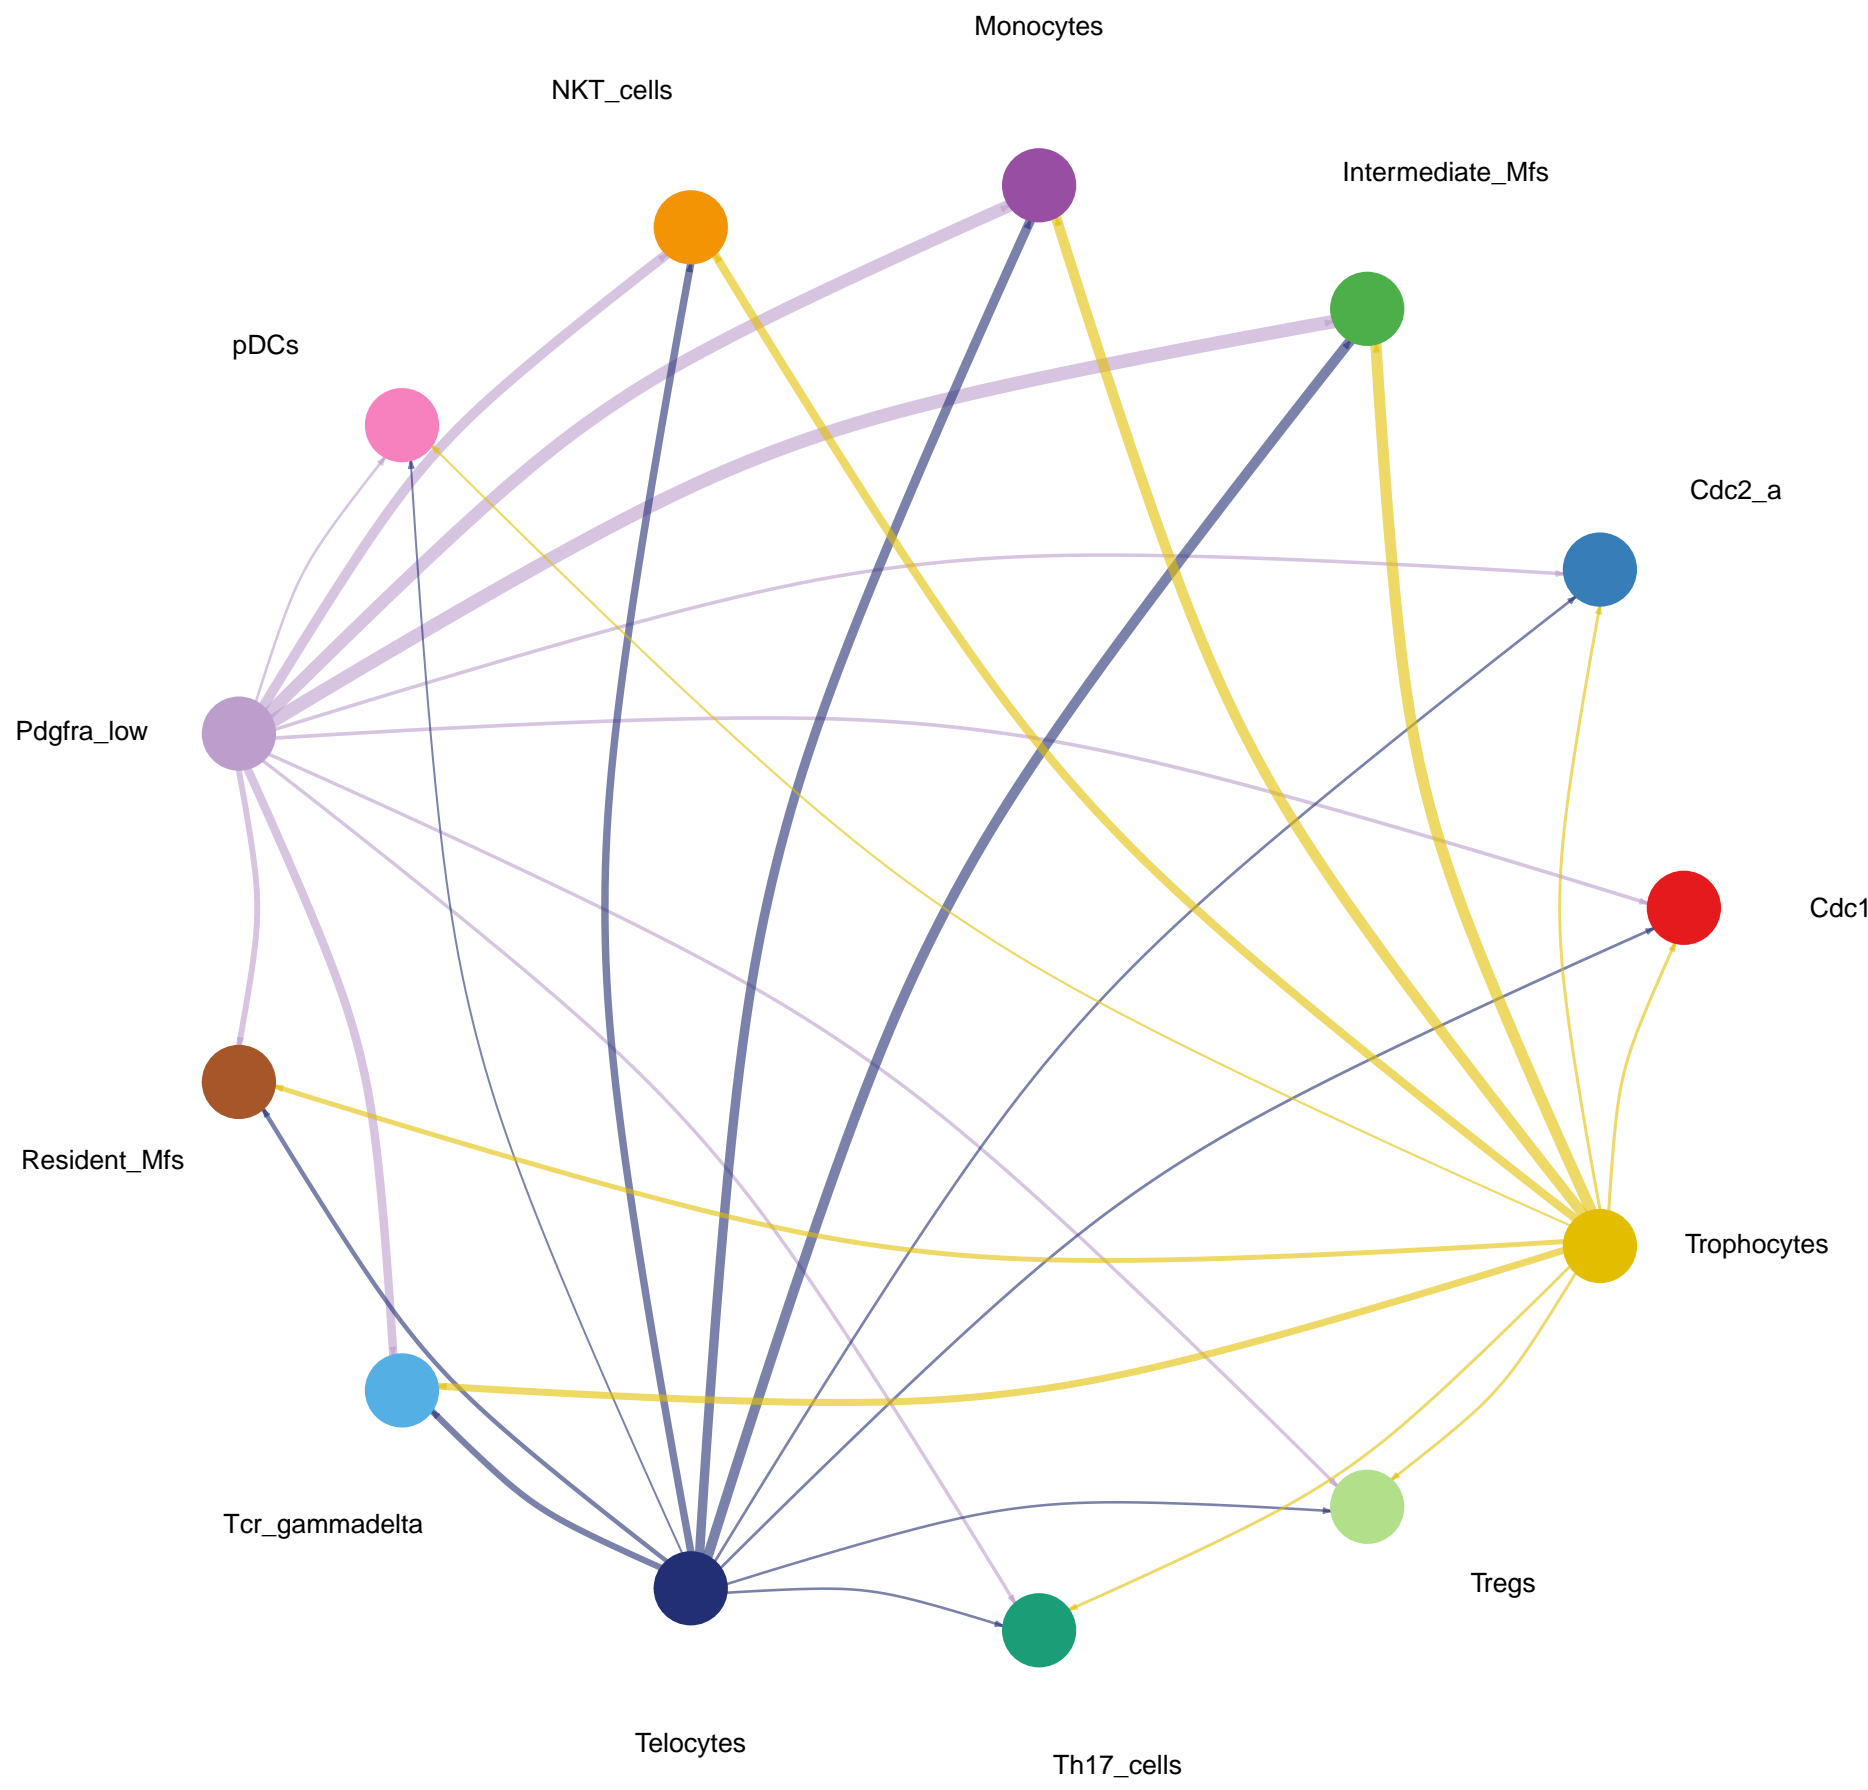 Monocytes
NKT_cells
Intermediate_Mfs
pDCs
Cdc2_a
Pdgfra_low
Cdc1
Resident_Mfs
Trophocytes
Tcr_gammadelta
Tregs
Telocytes
Th17_cells